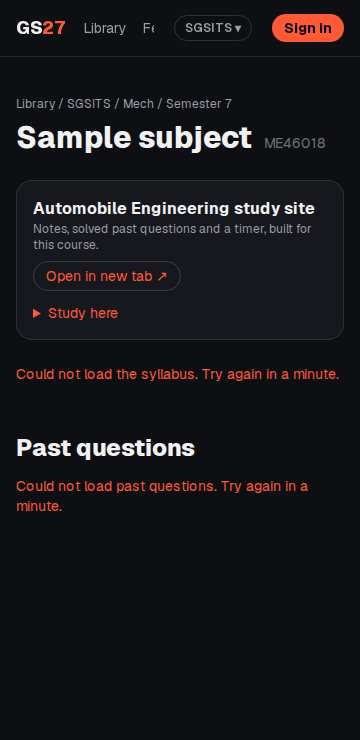 GS27 Library Fe SGSITS ▾ Sign in
Library / SGSITS / Mech / Semester 7
Sample subject ME46018
Automobile Engineering study site
Notes, solved past questions and a timer, built for
this course.
Open in new tab ↗
▶ Study here
Could not load the syllabus. Try again in a minute.
Past questions
Could not load past questions. Try again in a
minute.